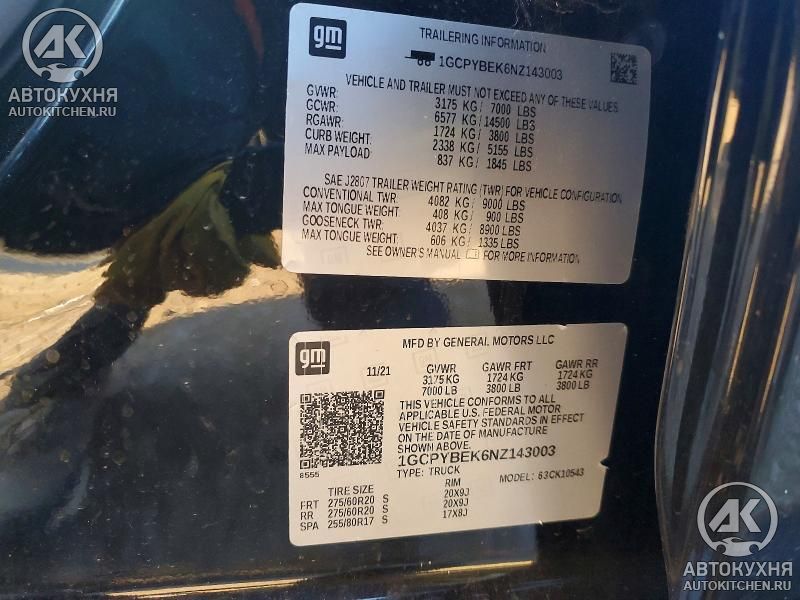 АК
АВТОКУХНЯ
AUTOKITCHEN.RU
gm
TRAILERING INFORMATION
1GCPYBEK6NZ143003
VEHICLE AND TRAILER MUST NOT EXCEED ANY OF THESE VALUES
GVWR: 3175 KG/ 7000 LBS
GCWR: 6577 KG/ 14500 LBS
RGAWR: 1724 KG/ 3800 LBS
CURB WEIGHT: 2338 KG/ 5155 LBS
MAX PAYLOAD: 837 KG/ 1845 LBS
SAE J2807 TRAILER WEIGHT RATING (TWR) FOR VEHICLE CONFIGURATION
CONVENTIONAL TWR: 4082 KG/ 9000 LBS
MAX TONGUE WEIGHT: 408 KG/ 900 LBS
GOOSENECK TWR: 4037 KG/ 8900 LBS
MAX TONGUE WEIGHT: 606 KG/ 1335 LBS
SEE OWNER'S MANUAL FOR MORE INFORMATION
gm
MFD BY GENERAL MOTORS LLC
11/21 GVWR GAWR FRT GAWR RR
3175 KG 1724 KG 1724 KG
7000 LB 3800 LB 3800 LB
THIS VEHICLE CONFORMS TO ALL
APPLICABLE U.S. FEDERAL MOTOR
VEHICLE SAFETY STANDARDS IN EFFECT
ON THE DATE OF MANUFACTURE
SHOWN ABOVE.
1GCPYBEK6NZ143003
8555
TYPE: TRUCK MODEL: 63CK10543
TIRE SIZE RIM
FRT 275/60R20 S 20X9J
RR 275/60R20 S 20X9J
SPA 255/80R17 S 17X8J
АК
АВТОКУХНЯ
AUTOKITCHEN.RU